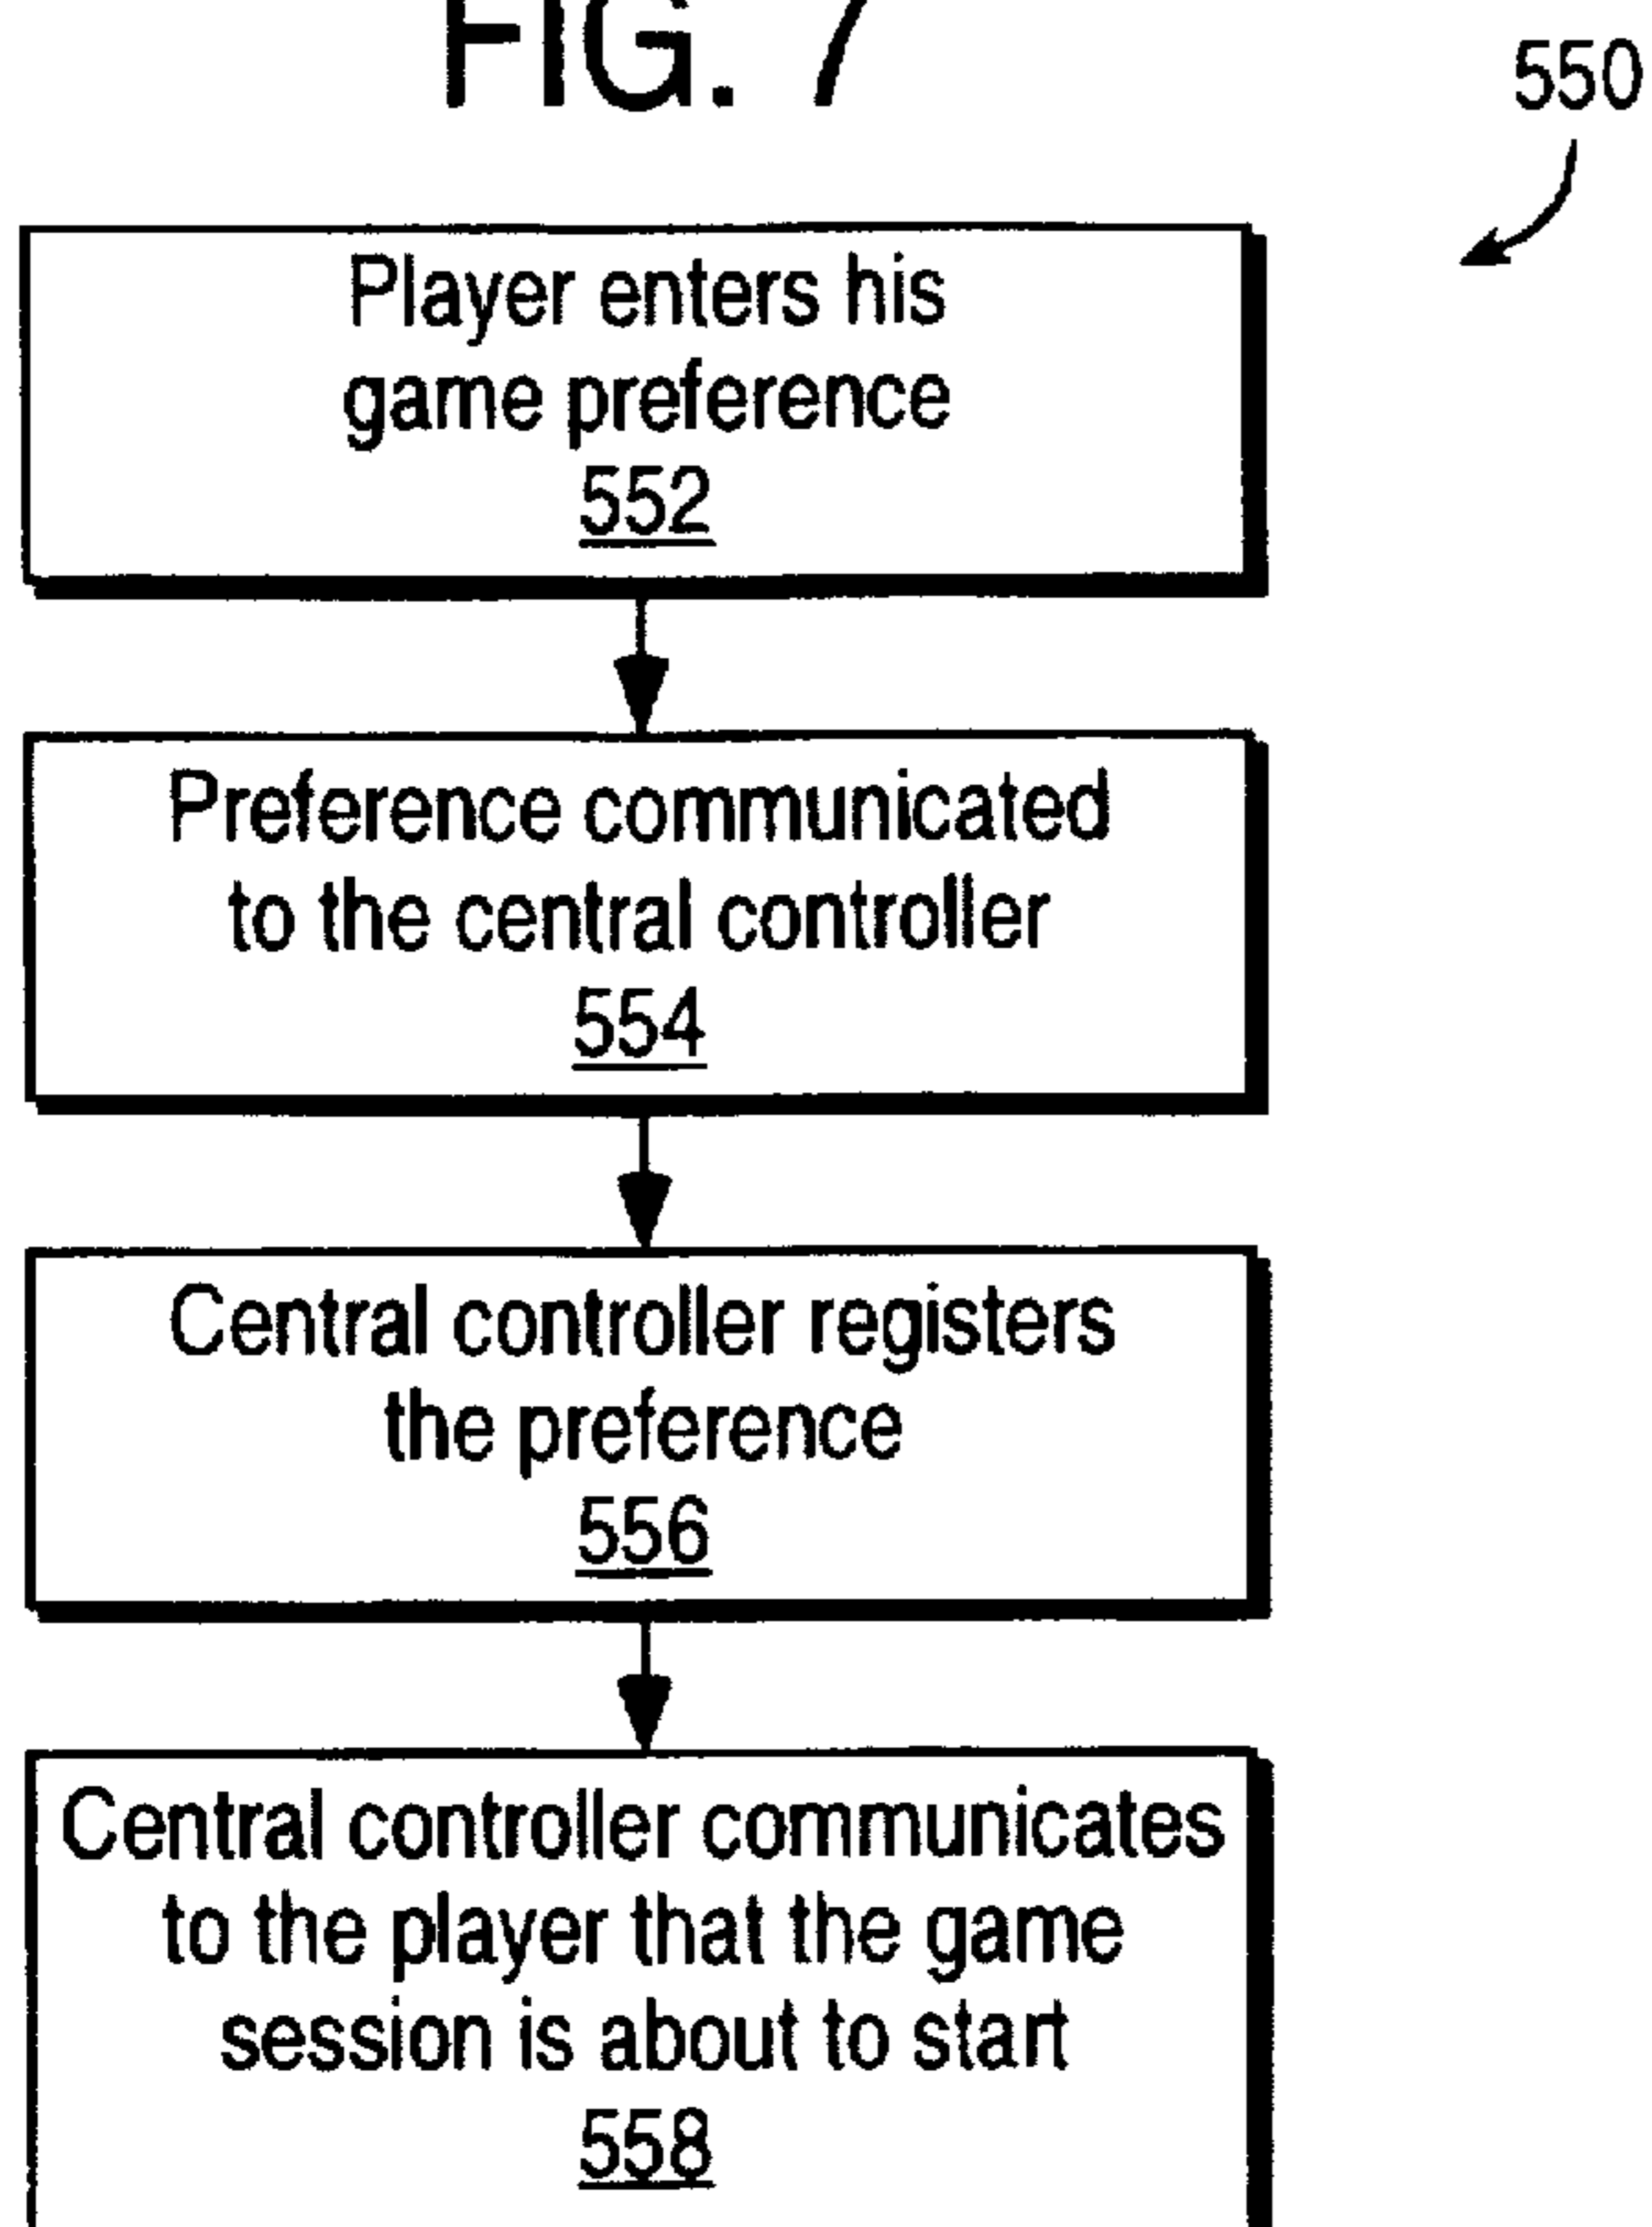 FIG. 7
550
Player enters his
game preference
552
Preference communicated
to the central controller
554
Central controller registers
the preference
556
Central controller communicates
to the player that the game
session is about to start
558